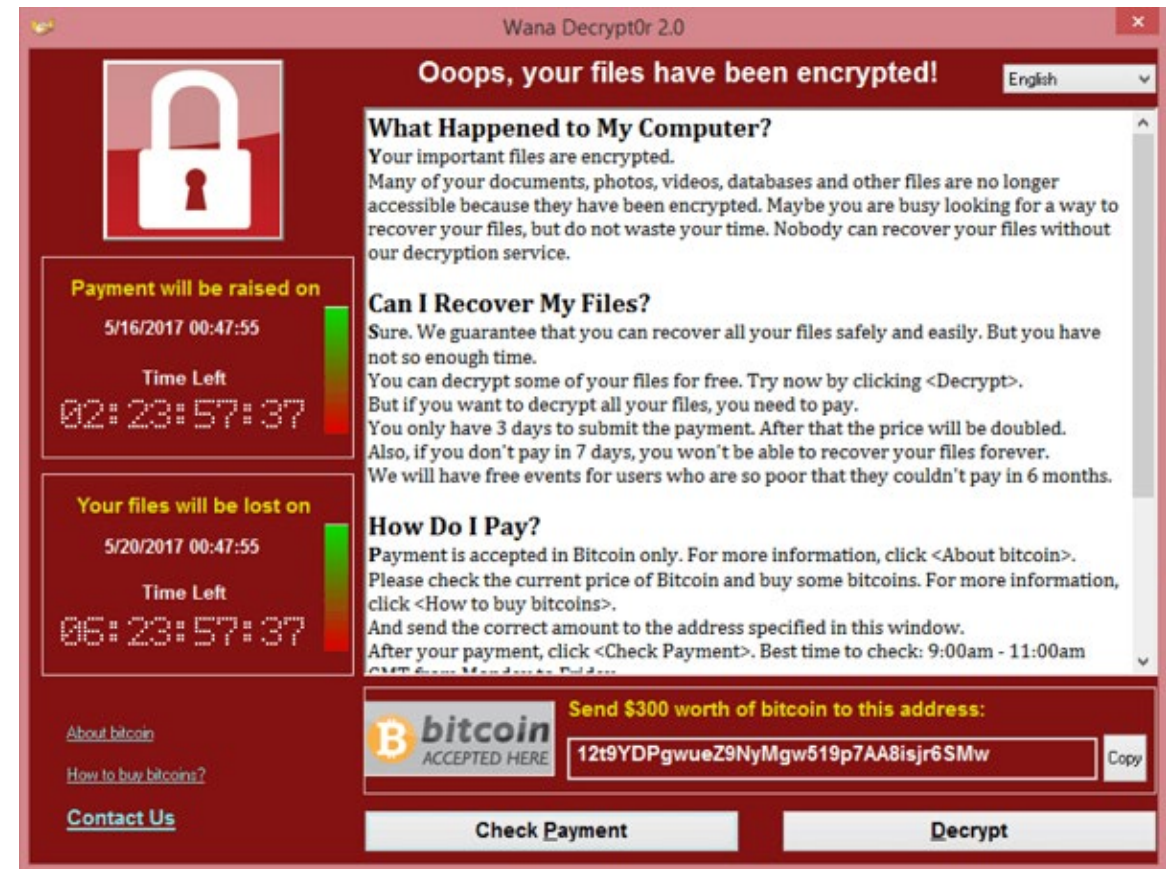 Wana Decrypt0r 2.0
Ooops, your files have been encrypted!
English
Payment will be raised on
5/16/2017 00:47:55
Time Left
02:23:57:37
Your files will be lost on
5/20/2017 00:47:55
Time Left
06:23:57:37
About bitcoin
How to buy bitcoins?
Contact Us
What Happened to My Computer?
Your important files are encrypted.
Many of your documents, photos, videos, databases and other files are no longer
accessible because they have been encrypted. Maybe you are busy looking for a way to
recover your files, but do not waste your time. Nobody can recover your files without
our decryption service.
Can I Recover My Files?
Sure. We guarantee that you can recover all your files safely and easily. But you have
not so enough time.
You can decrypt some of your files for free. Try now by clicking <Decrypt>.
But if you want to decrypt all your files, you need to pay.
You only have 3 days to submit the payment. After that the price will be doubled.
Also, if you don't pay in 7 days, you won't be able to recover your files forever.
We will have free events for users who are so poor that they couldn't pay in 6 months.
How Do I Pay?
Payment is accepted in Bitcoin only. For more information, click <About bitcoin>.
Please check the current price of Bitcoin and buy some bitcoins. For more information,
click <How to buy bitcoins>.
And send the correct amount to the address specified in this window.
After your payment, click <Check Payment>. Best time to check: 9:00am - 11:00am
GMT from Monday to Friday
bitcoin
ACCEPTED HERE
Send $300 worth of bitcoin to this address:
12t9YDPgwueZ9NyMgw519p7AA8isjr6SMw
Copy
Check Payment
Decrypt